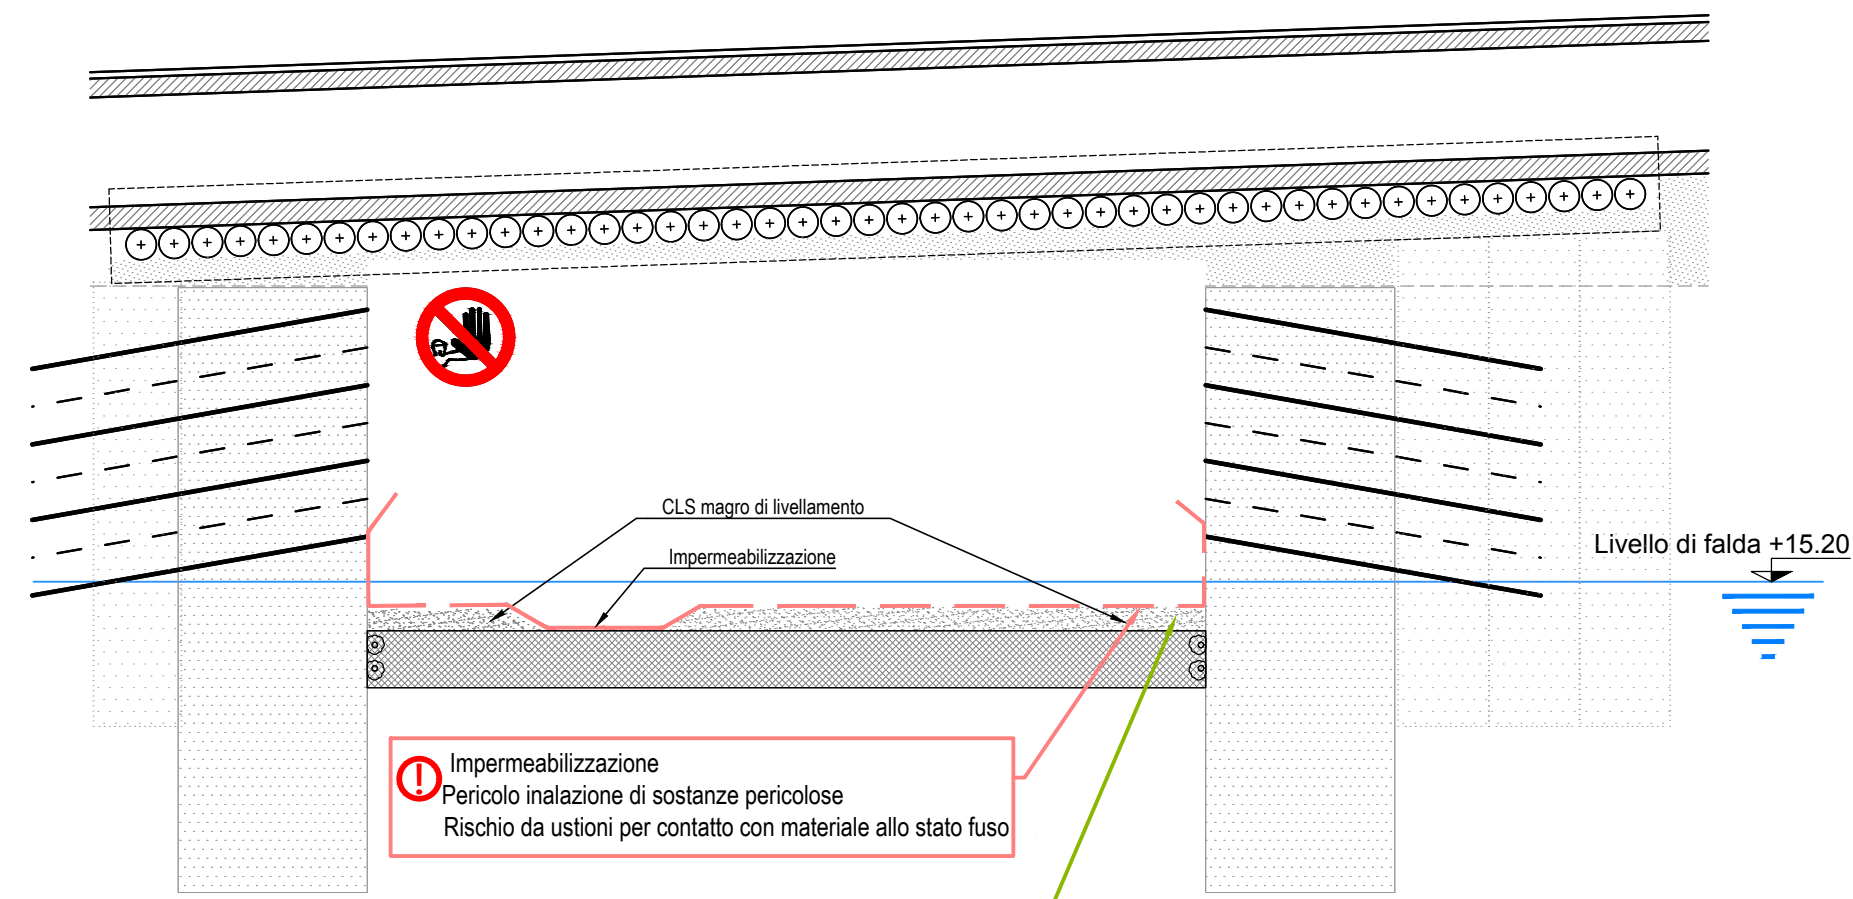 CLS magro di livellamento
Impermeabilizzazione
Livello di falda +15.20
Impermeabilizzazione
Pericolo inalazione di sostanze pericolose
Rischio da ustioni per contatto con materiale allo stato fuso